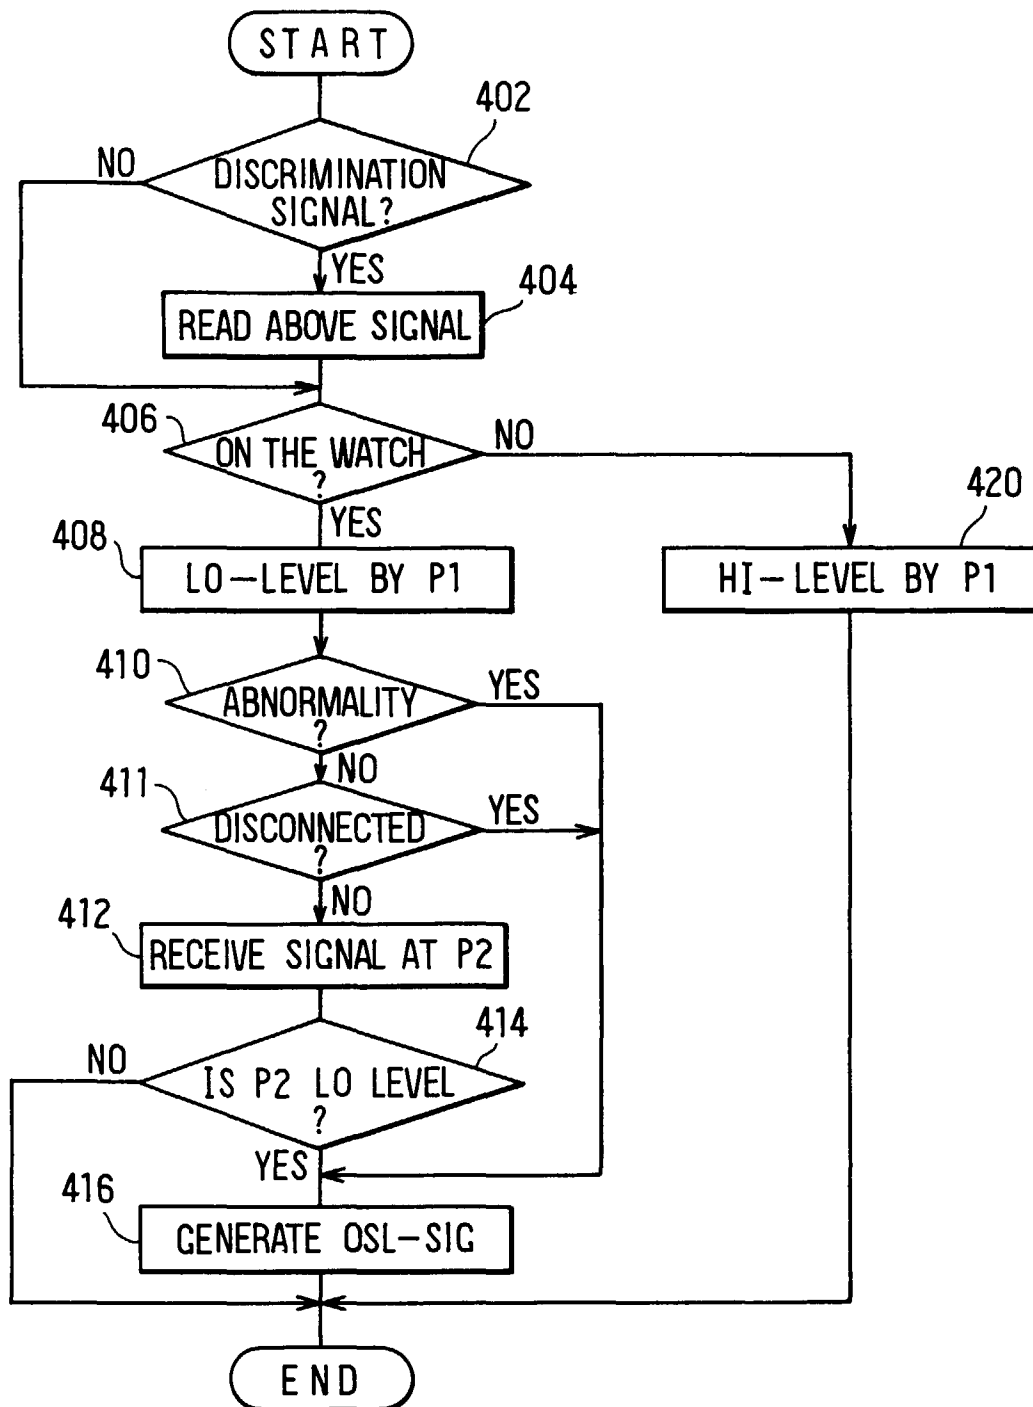 START
402
NO
DISCRIMINATION
SIGNAL?
YES
404
READ ABOVE SIGNAL
406
ON THE WATCH
?
NO
YES
420
408
LO-LEVEL BY P1
HI-LEVEL BY P1
410
ABNORMALITY
?
YES
NO
411
DISCONNECTED
?
YES
NO
412
RECEIVE SIGNAL AT P2
414
NO
IS P2 LO LEVEL
?
YES
416
GENERATE OSL-SIG
END